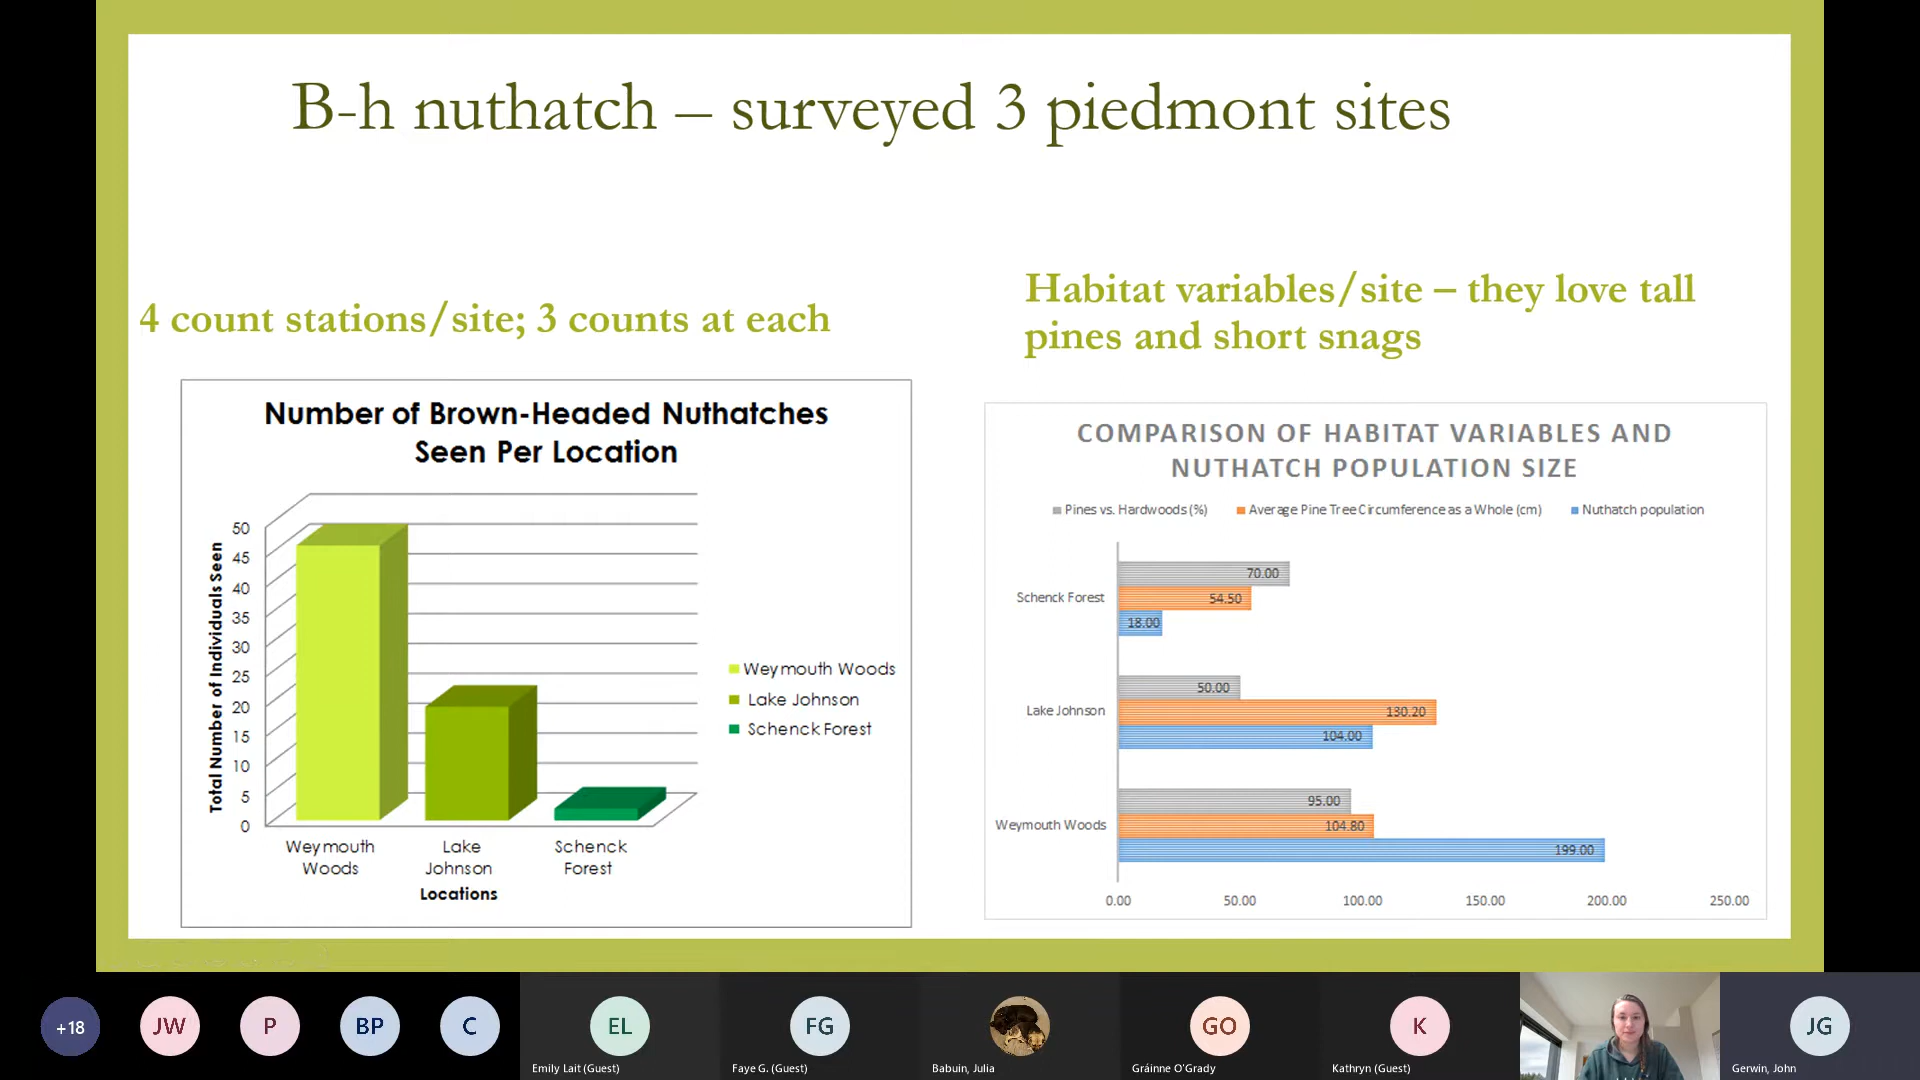 B-h nuthatch – surveyed 3 piedmont sites
4 count stations/site; 3 counts at each
Habitat variables/site – they love tall
pines and short snags
Number of Brown-Headed Nuthatches
Seen Per Location
Total Number of Individuals Seen
50
45
40
35
30
25
20
15
10
5
0
Weymouth
Woods
Lake
Johnson
Schenck
Forest
Locations
Weymouth Woods
Lake Johnson
Schenck Forest
COMPARISON OF HABITAT VARIABLES AND
NUTHATCH POPULATION SIZE
Pines vs. Hardwoods (%)
Average Pine Tree Circumference as a Whole (cm)
Nuthatch population
Schenck Forest
70.00
54.50
18.00
Lake Johnson
50.00
130.20
104.00
Weymouth Woods
95.00
104.80
199.00
0.00
50.00
100.00
150.00
200.00
250.00
+18
JW
P
BP
C
EL
Emily Lait (Guest)
FG
Faye G. (Guest)
Babuin, Julia
GO
Gráinne O'Grady
K
Kathryn (Guest)
JG
Gerwin, John